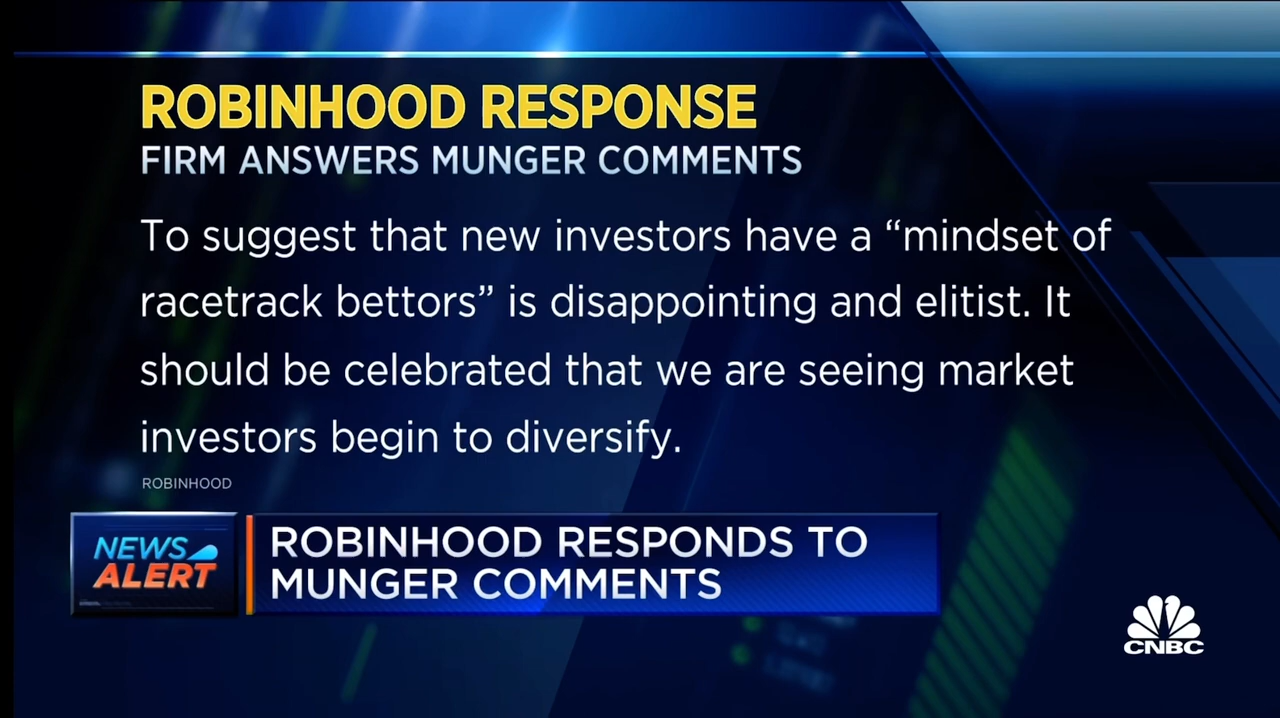 ROBINHOOD RESPONSE
FIRM ANSWERS MUNGER COMMENTS
To suggest that new investors have a “mindset of
racetrack bettors” is disappointing and elitist. It
should be celebrated that we are seeing market
investors begin to diversify.
ROBINHOOD
NEWS
ALERT
ROBINHOOD RESPONDS TO
MUNGER COMMENTS
CNBC